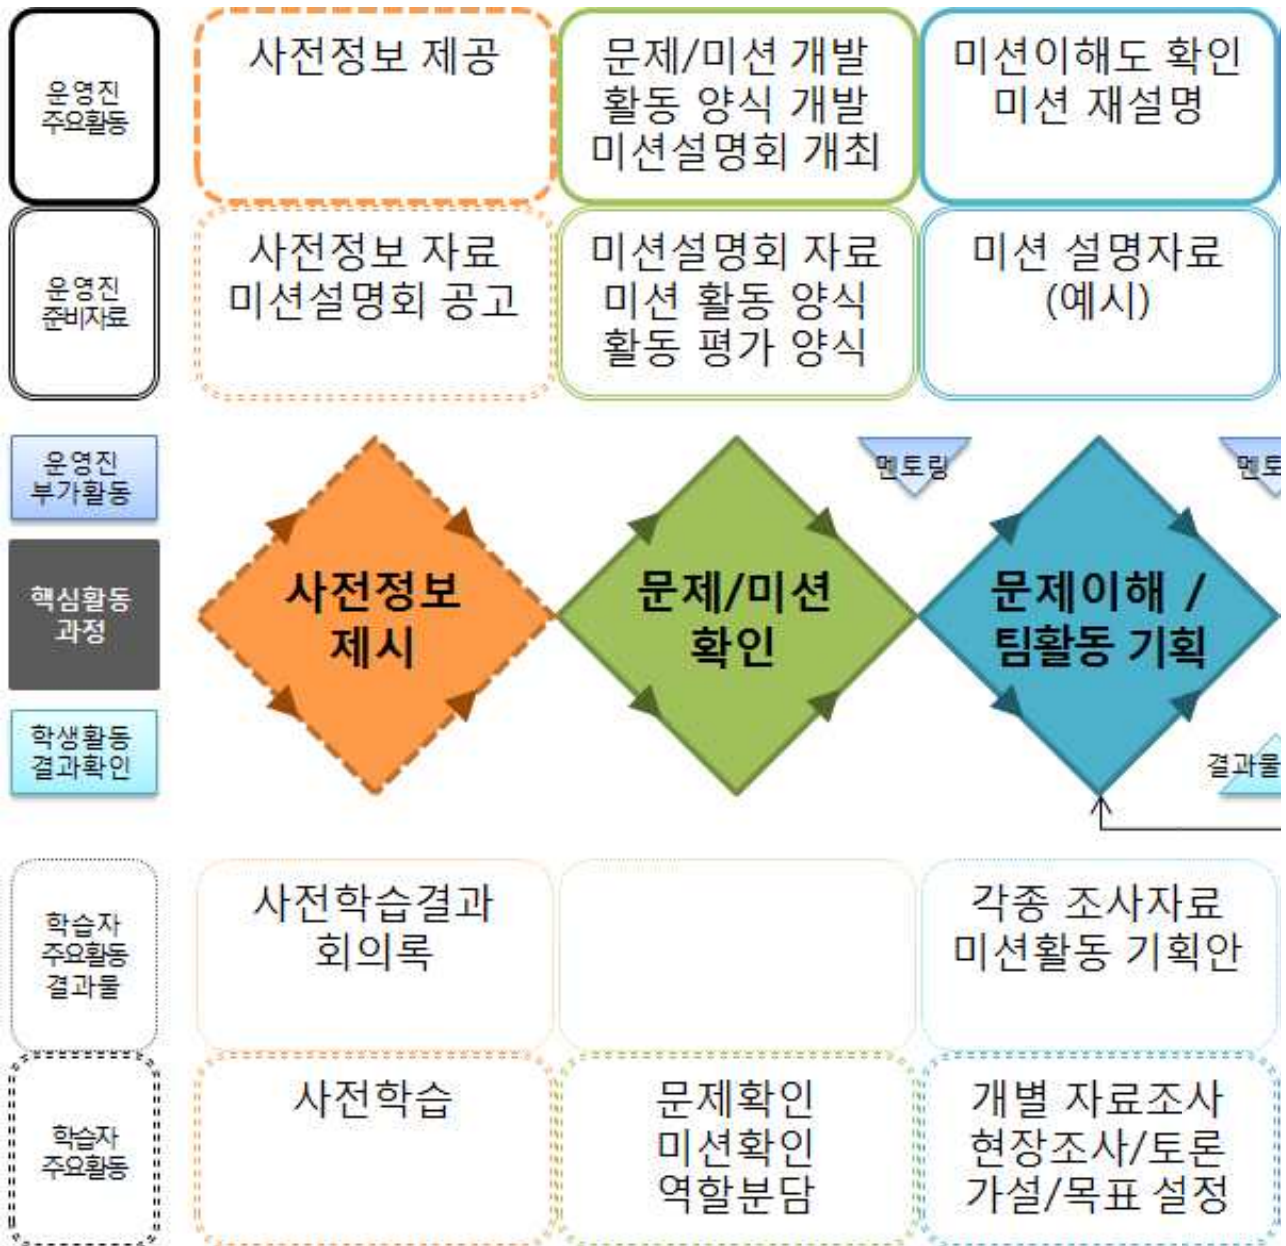 운영진
주요활동
사전정보 제공
문제/미션 개발
활동 양식 개발
미션설명회 개최
미션이해도 확인
미션 재설명
운영진
준비자료
사전정보 자료
미션설명회 공고
미션설명회 자료
미션 활동 양식
활동 평가 양식
미션 설명자료
(예시)
운영진
부가활동
멘토링
멘토
핵심활동
과정
사전정보
제시
문제/미션
확인
문제이해 /
팀활동 기획
학생활동
결과확인
결과물
학습자
주요활동
결과물
사전학습결과
회의록
각종 조사자료
미션활동 기획안
학습자
주요활동
사전학습
문제확인
미션확인
역할분담
개별 자료조사
현장조사/토론
가설/목표 설정